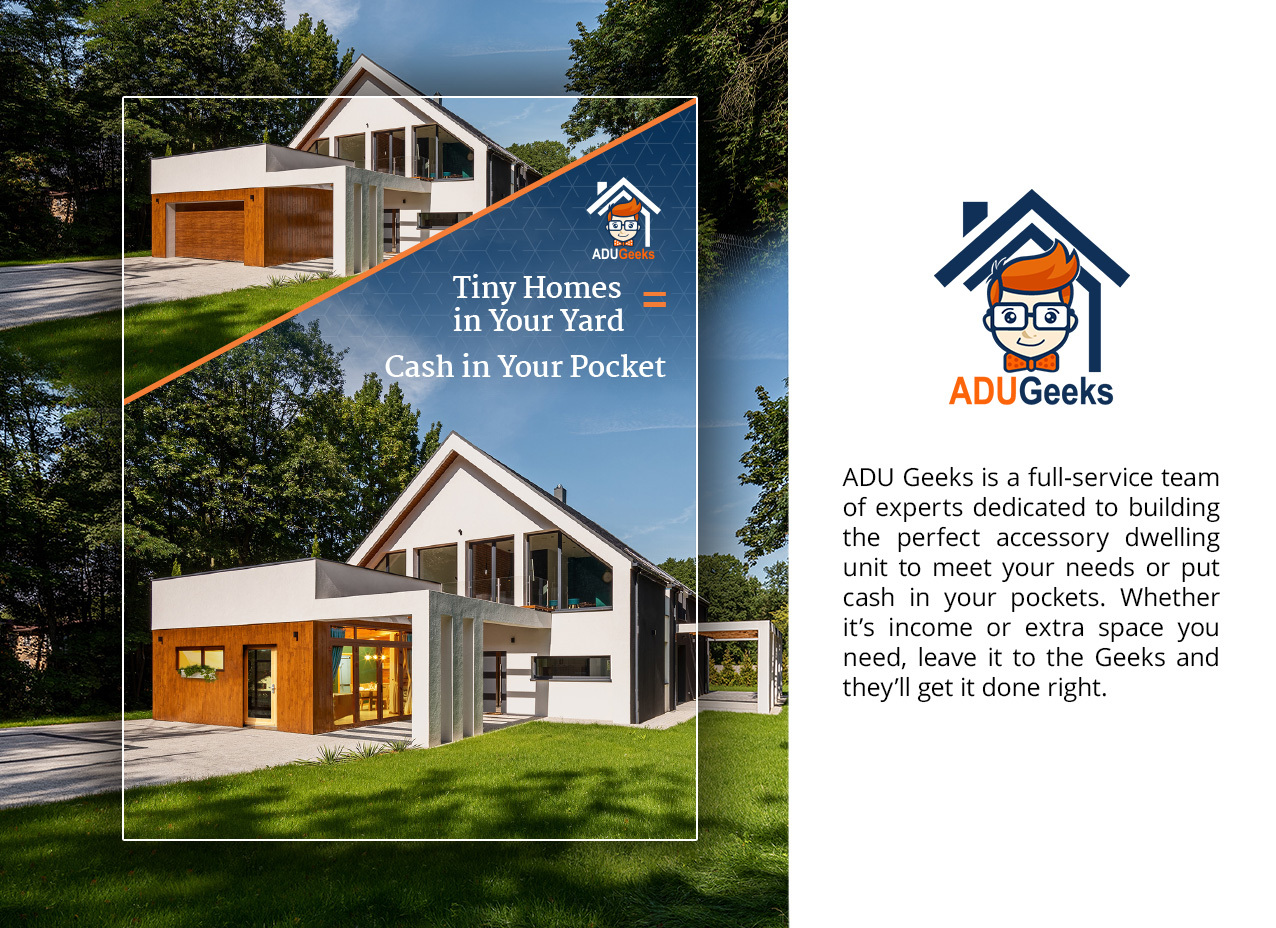 ADUGeeks
Tiny Homes
in Your Yard =
Cash in Your Pocket
ADUGeeks
ADU Geeks is a full-service team
of experts dedicated to building
the perfect accessory dwelling
unit to meet your needs or put
cash in your pockets. Whether
it’s income or extra space you
need, leave it to the Geeks and
they’ll get it done right.